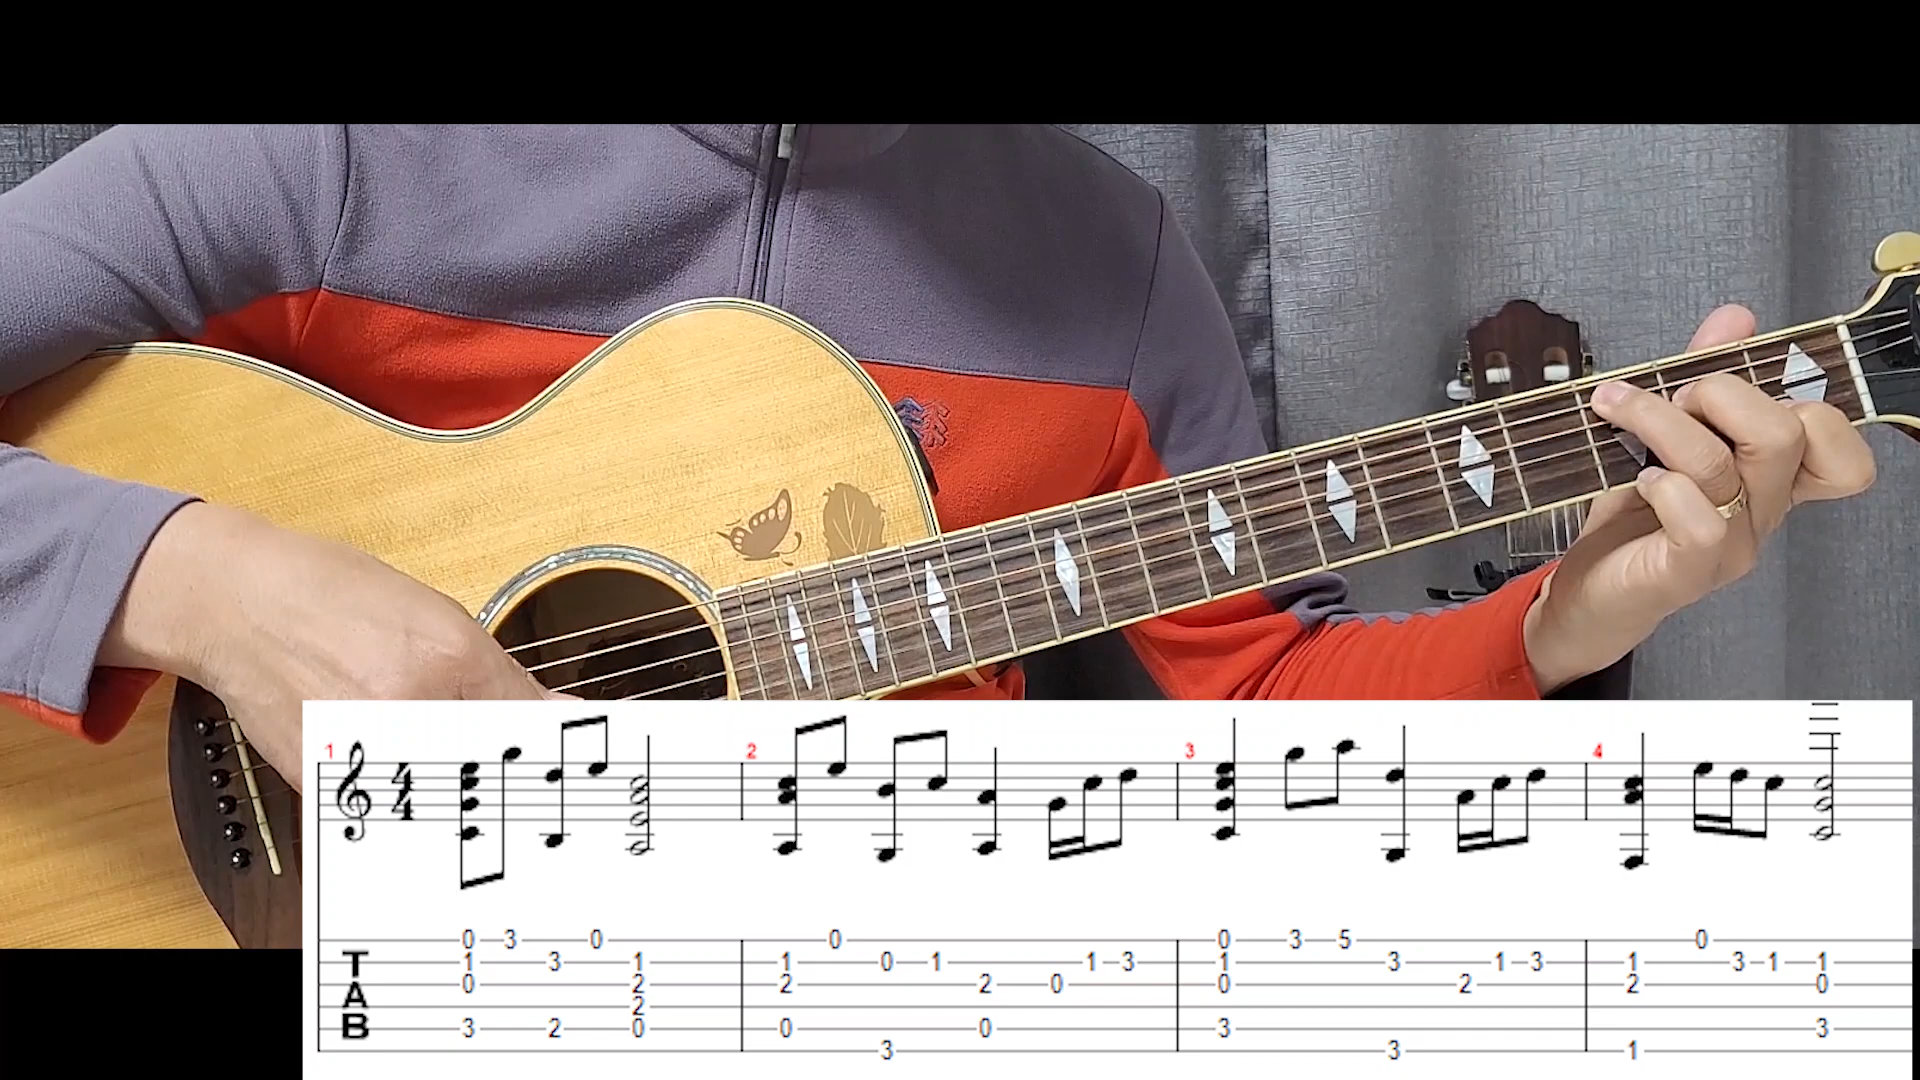 1 2 3 4
4
4
0 3 0 0 0 3 5 0
T 1 3 1 1 0 1 1 3 1 3 1 3 1 3 1 1
A 0 2 2 2 0 0 2 2 0
2
B 3 2 0 0 0 3 3
3 3 1